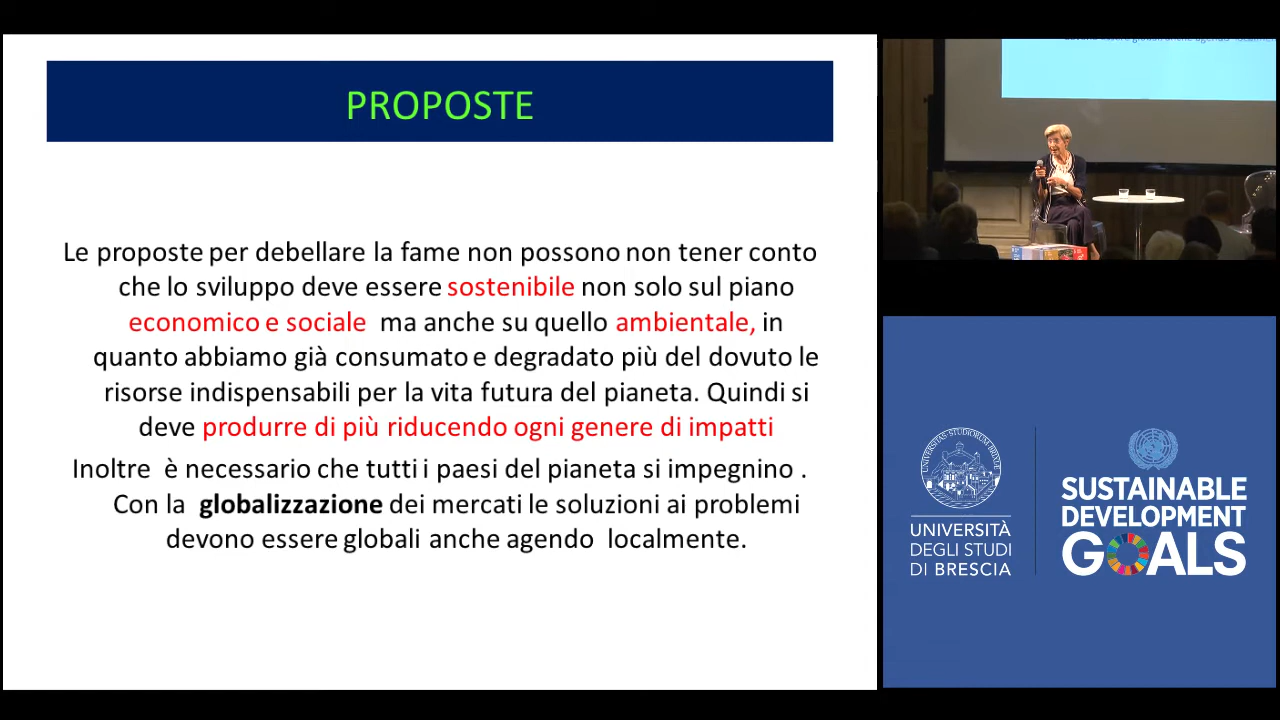 PROPOSTE
Le proposte per debellare la fame non possono non tener conto
che lo sviluppo deve essere sostenibile non solo sul piano
economico e sociale ma anche su quello ambientale, in
quanto abbiamo già consumato e degradato più del dovuto le
risorse indispensabili per la vita futura del pianeta. Quindi si
deve produrre di più riducendo ogni genere di impatti
Inoltre è necessario che tutti i paesi del pianeta si impegnino .
Con la globalizzazione dei mercati le soluzioni ai problemi
devono essere globali anche agendo localmente.
UNIVERSITÀ
DEGLI STUDI
DI BRESCIA
SUSTAINABLE
DEVELOPMENT
GOALS